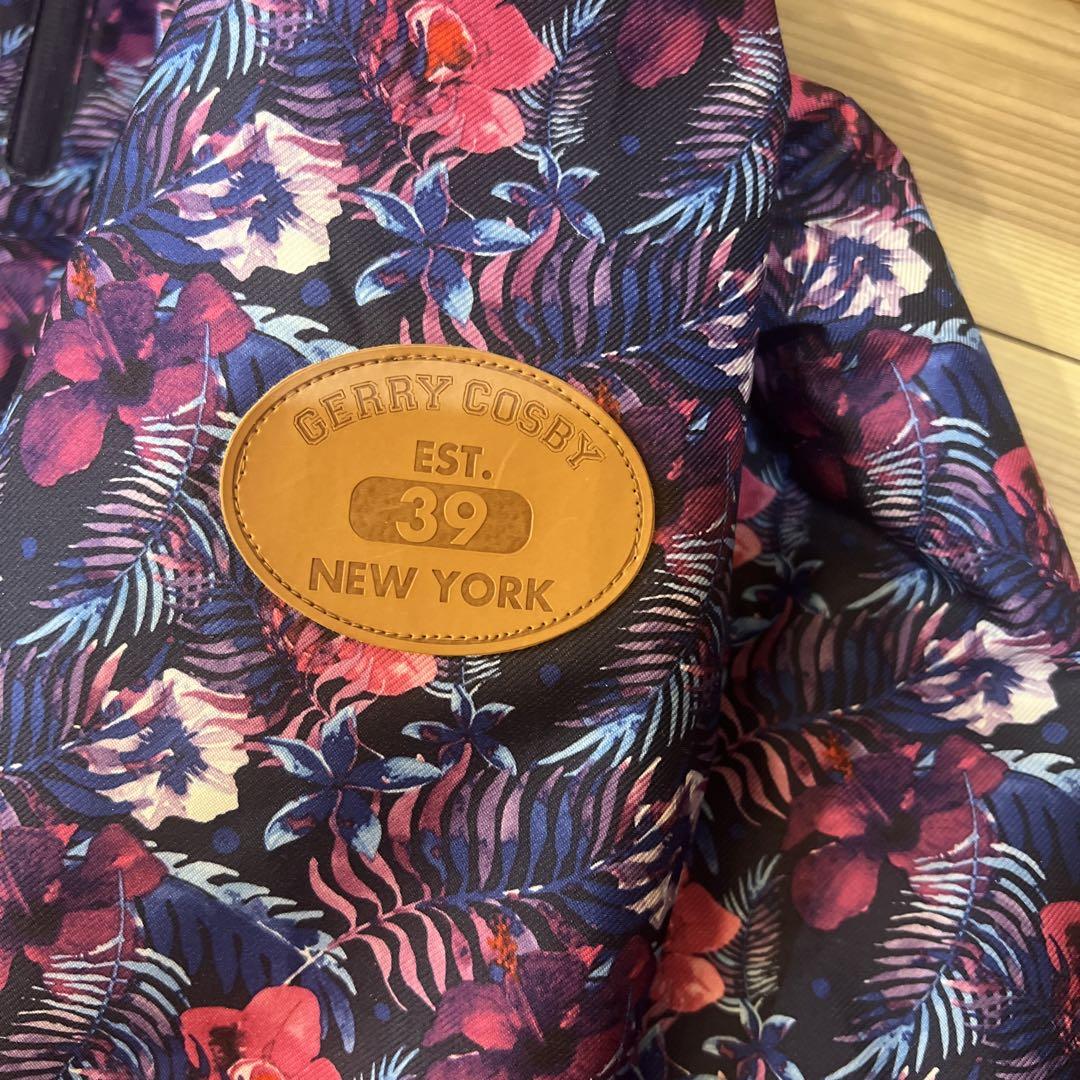 GERRY COSBY
EST.
39
NEW YORK